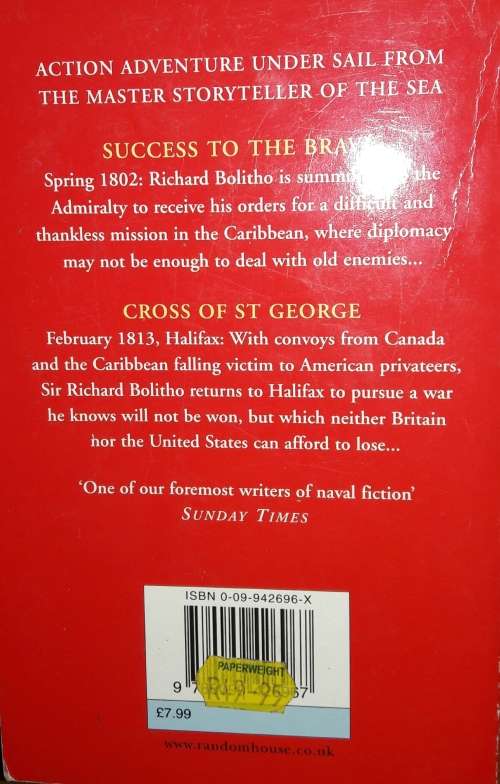 ACTION ADVENTURE UNDER SAIL FROM
THE MASTER STORYTELLER OF THE SEA
SUCCESS TO THE
Spring 1802: Richard Bolitho is the
Admiralty to receive his orders for a difficult and
thankless mission in the Caribbean, where diplomacy
may not be enough to deal with old enemies...
CROSS OF ST GEORGE
February 1813, Halifax: With convoys from Canada
and the Caribbean falling victim to American privateers,
Sir Richard Bolitho returns to Halifax to pursue a war
he knows will not be won, but which neither Britain
nor the United States can afford to lose...
‘One of our foremost writers of naval fiction’
SUNDAY TIMES
ISBN 0-09-942696-X
PAPERWEIGHT
£7.99
www.randomhouse.co.uk